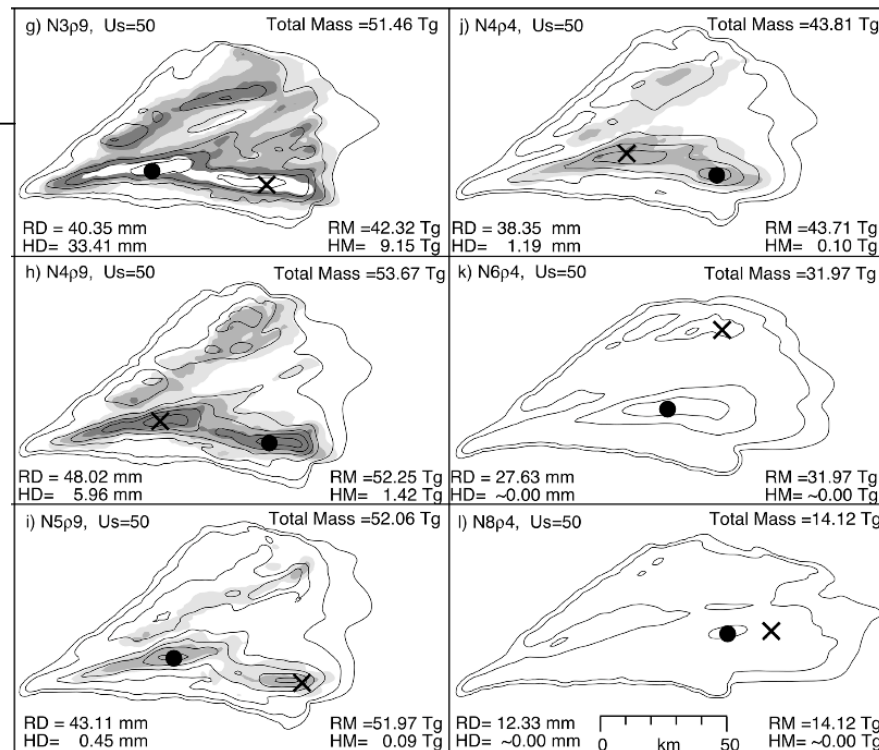 g) N3ρ9, Us=50 Total Mass =51.46 Tg
RD = 40.35 mm RM =42.32 Tg
HD= 33.41 mm HM= 9.15 Tg
h) N4ρ9, Us=50 Total Mass =53.67 Tg
RD = 48.02 mm RM =52.25 Tg
HD= 5.96 mm HM= 1.42 Tg
i) N5ρ9, Us=50 Total Mass =52.06 Tg
RD = 43.11 mm RM =51.97 Tg
HD= 0.45 mm HM= 0.09 Tg
j) N4ρ4, Us=50 Total Mass =43.81 Tg
RD = 38.35 mm RM =43.71 Tg
HD= 1.19 mm HM= 0.10 Tg
k) N6ρ4, Us=50 Total Mass =31.97 Tg
RD = 27.63 mm RM =31.97 Tg
HD= ~0.00 mm HM= ~0.00 Tg
l) N8ρ4, Us=50 Total Mass =14.12 Tg
RD = 12.33 mm RM =14.12 Tg
HD= ~0.00 mm HM= ~0.00 Tg
0 km 50